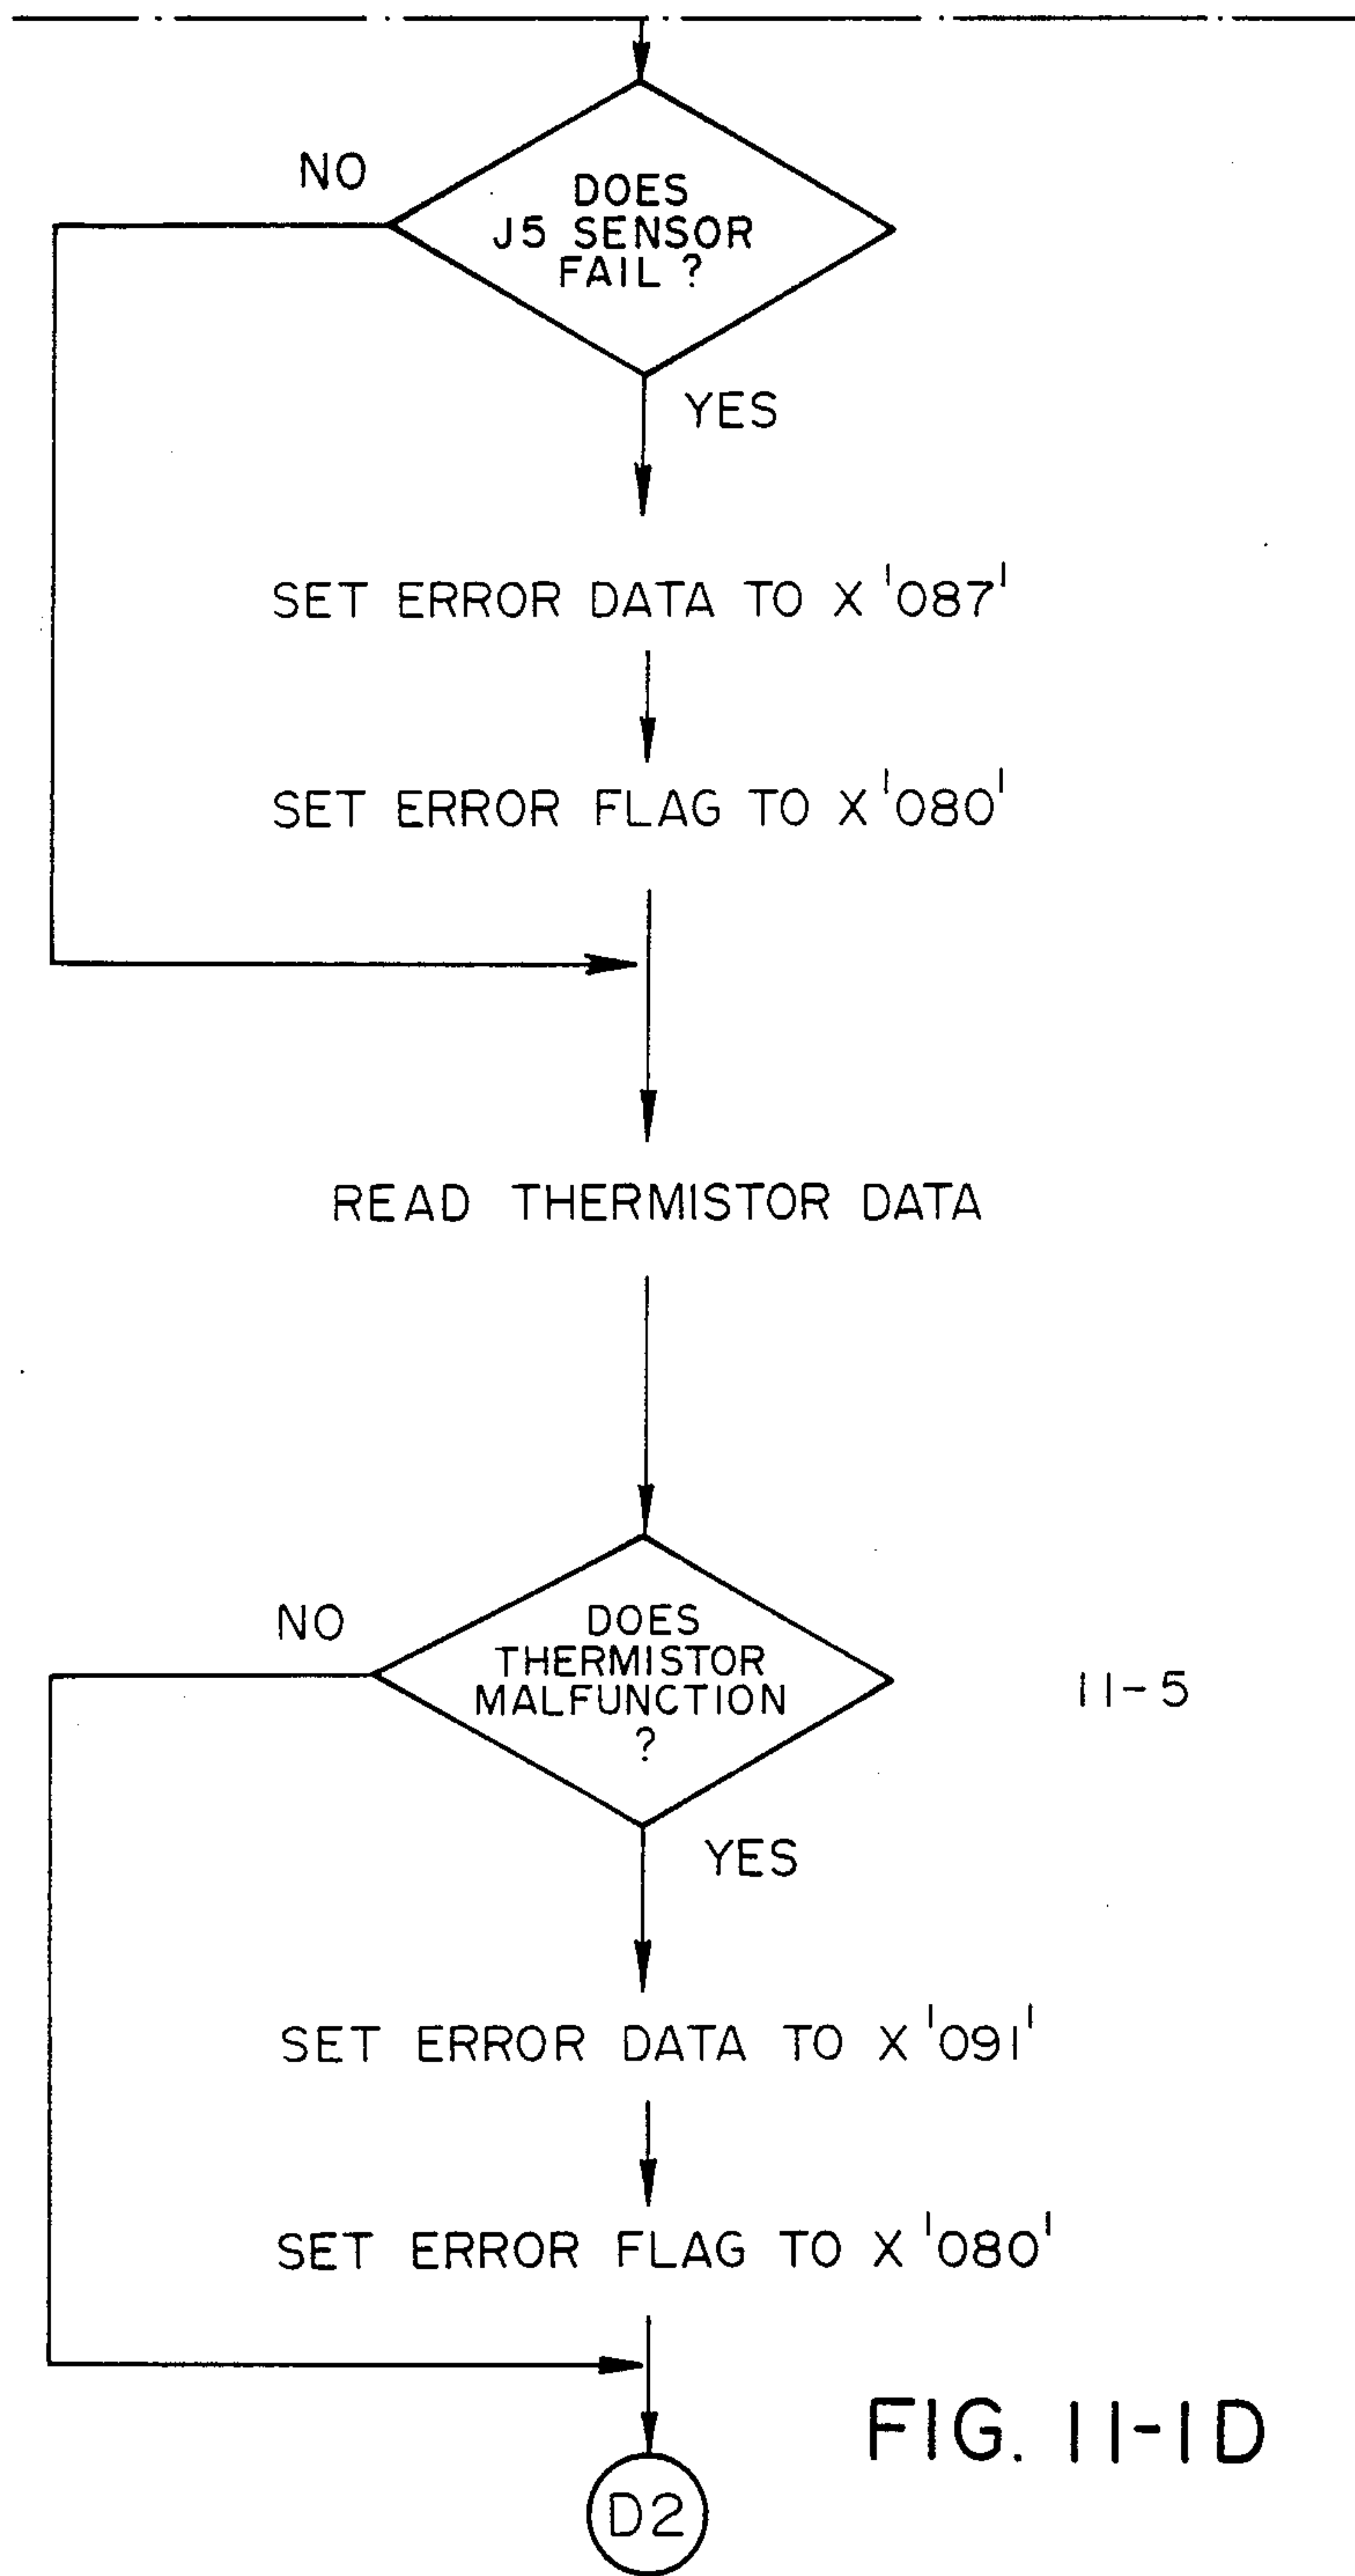 NO
DOES
J5 SENSOR
FAIL ?
YES
SET ERROR DATA TO X '087'
SET ERROR FLAG TO X '080'
READ THERMISTOR DATA
NO
DOES
THERMISTOR
MALFUNCTION
?
11-5
YES
SET ERROR DATA TO X '091'
SET ERROR FLAG TO X '080'
FIG. 11-1D
D2